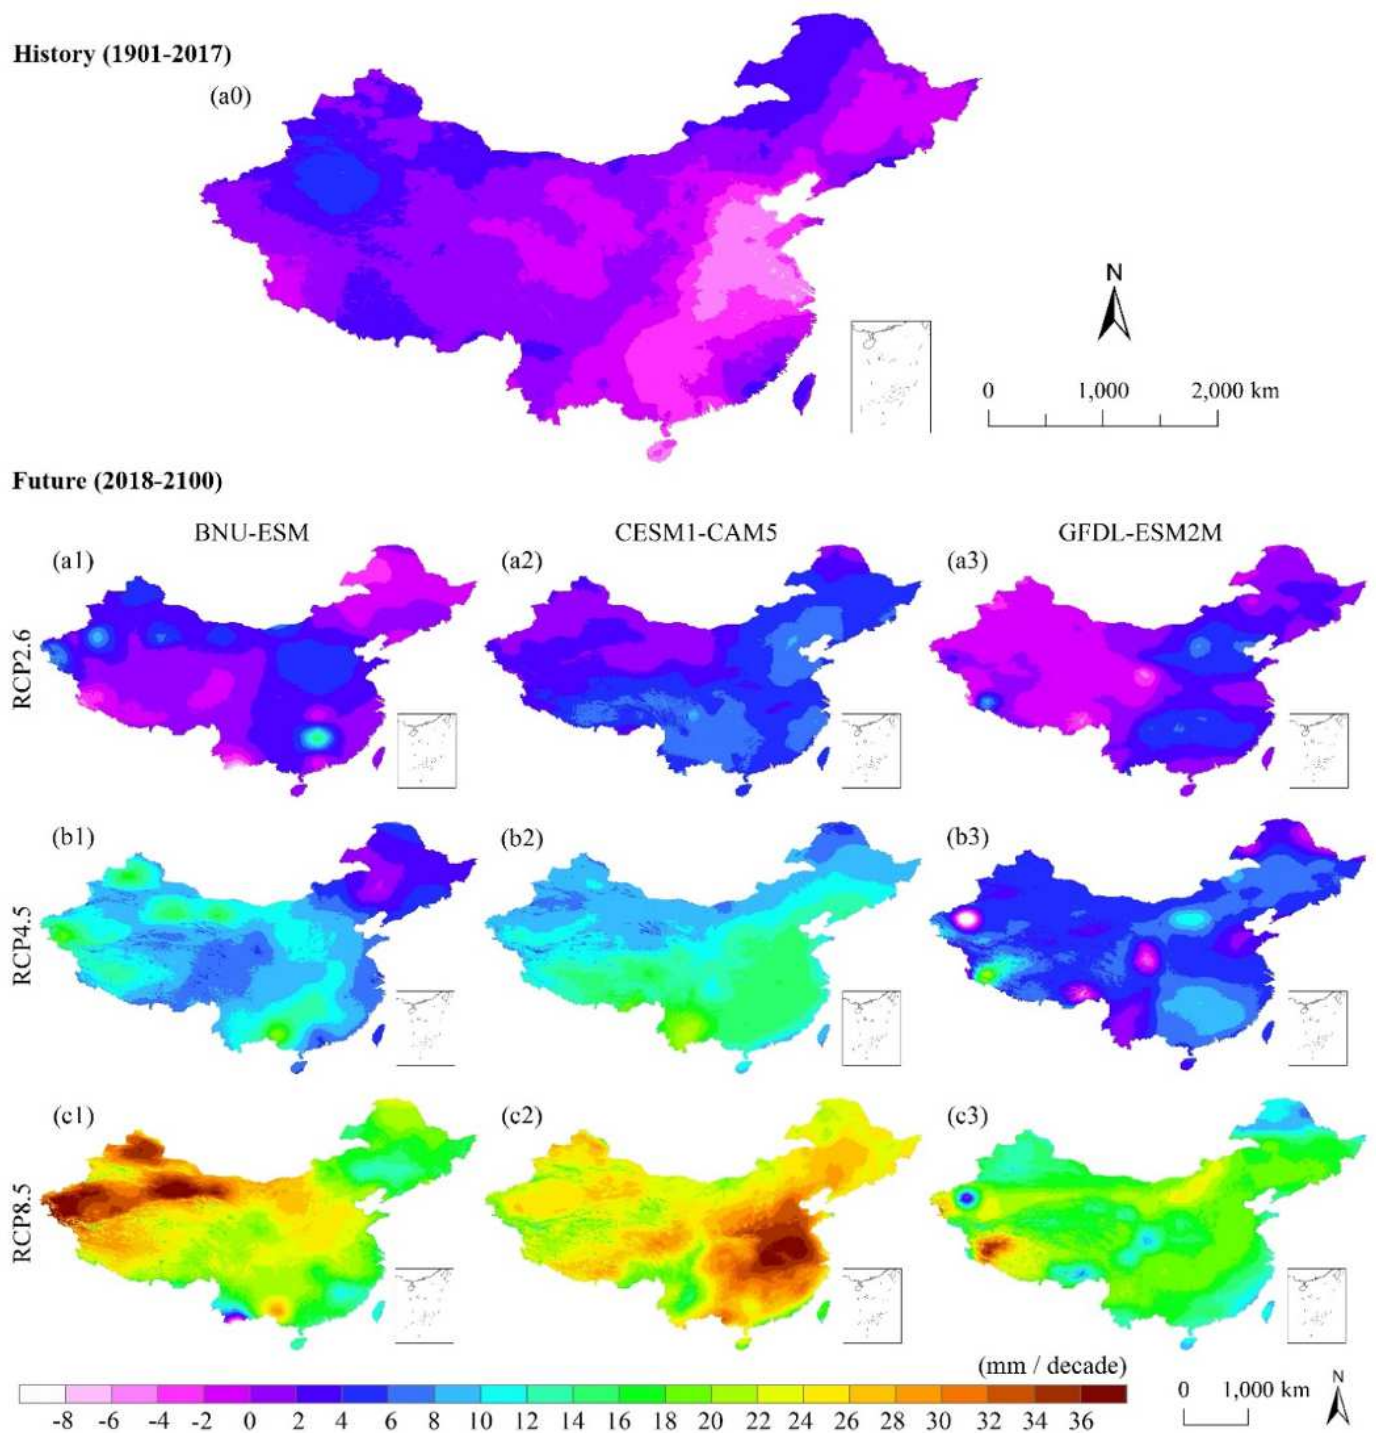 History (1901-2017)
(a0)
N
0 1,000 2,000 km
Future (2018-2100)
BNU-ESM CESM1-CAM5 GFDL-ESM2M
(a1) (a2) (a3)
RCP2.6
(b1) (b2) (b3)
RCP4.5
(c1) (c2) (c3)
RCP8.5
(mm / decade)
-8 -6 -4 -2 0 2 4 6 8 10 12 14 16 18 20 22 24 26 28 30 32 34 36
0 1,000 km
N